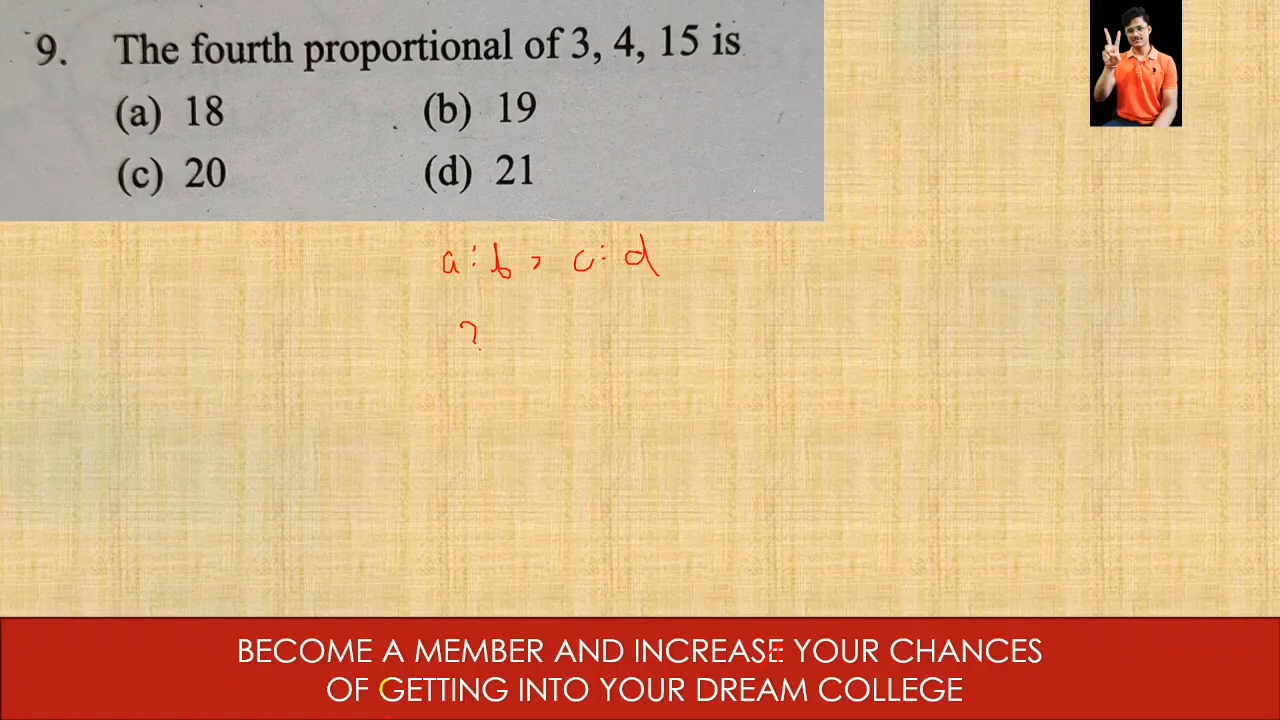 9. The fourth proportional of 3, 4, 15 is
(a) 18 (b) 19
(c) 20 (d) 21
a : b , c : d
?
BECOME A MEMBER AND INCREASE YOUR CHANCES
OF GETTING INTO YOUR DREAM COLLEGE